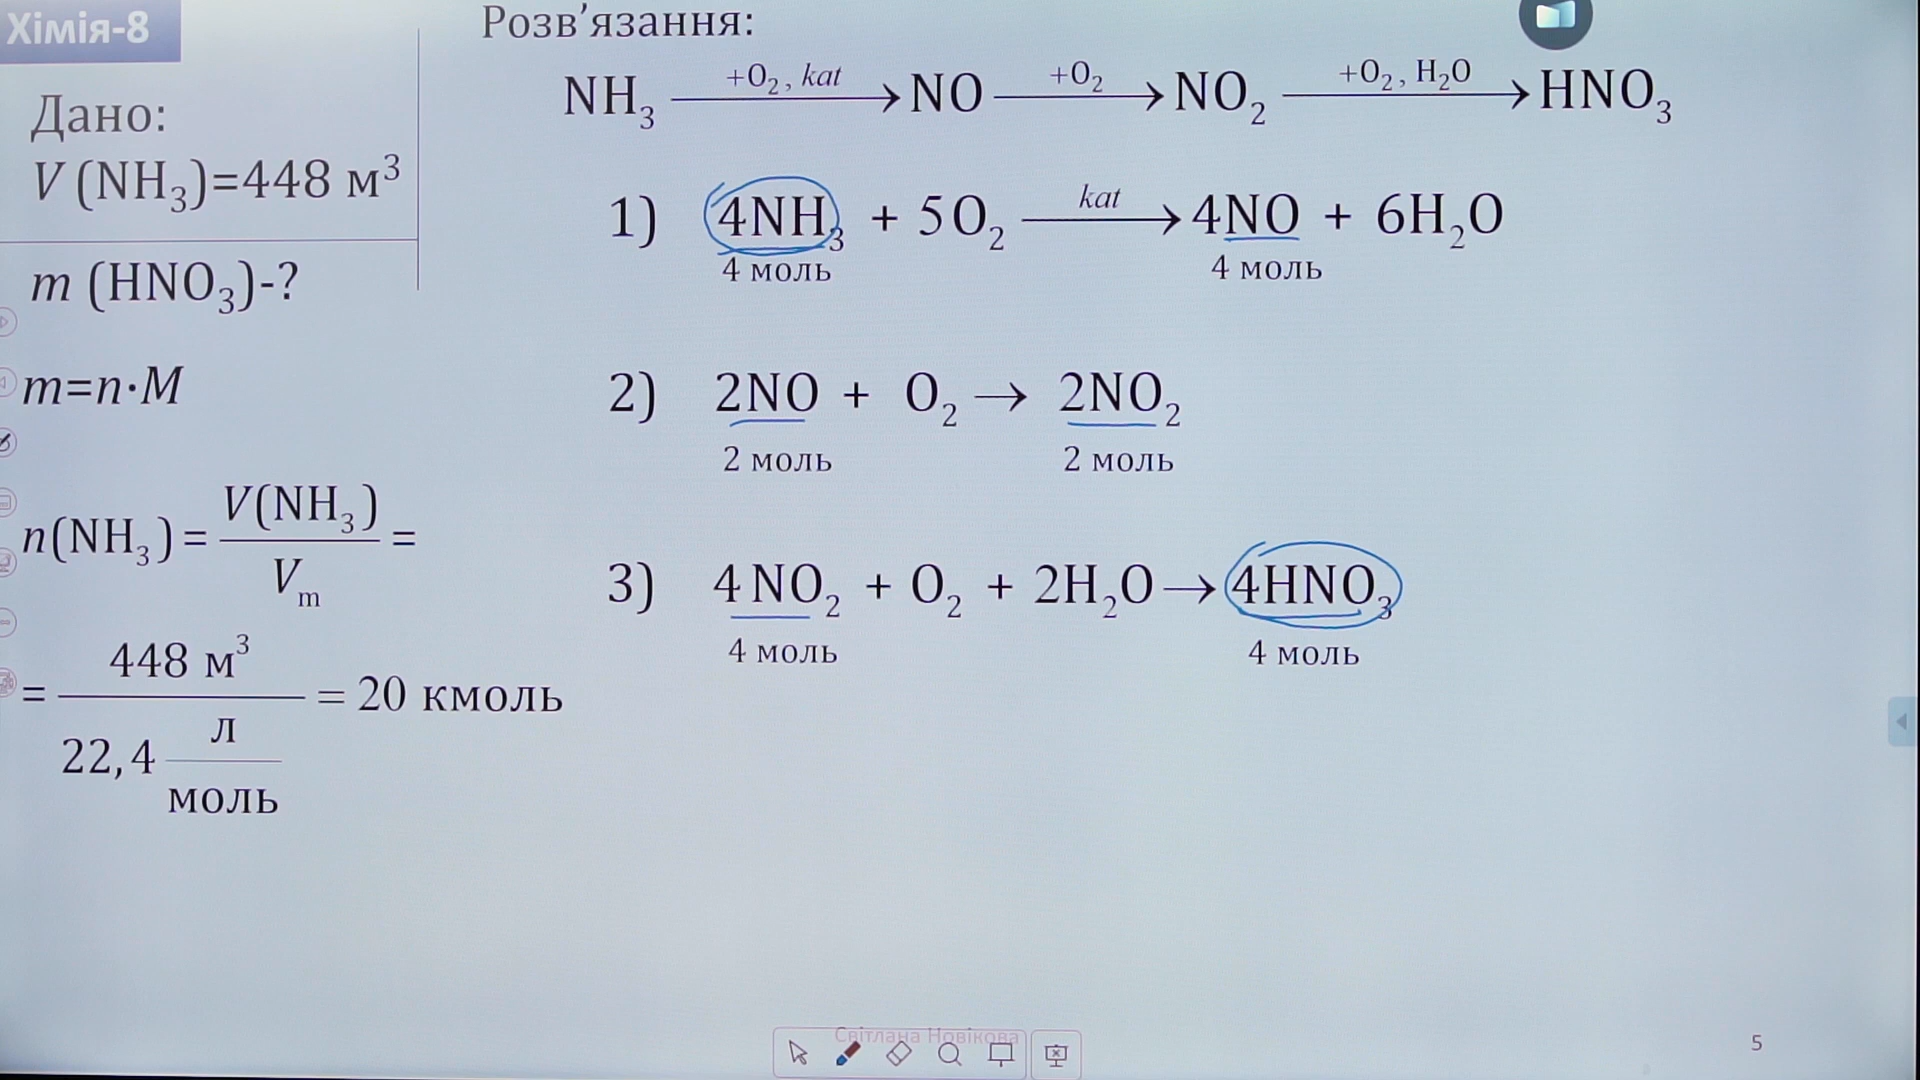 Хімія-8
Дано:
V (NH₃)=448 м³
m (HNO₃)-?
m=n·M
n(NH₃) = V(NH₃) / Vm =
= 448 м³ / 22,4 л/моль = 20 кмоль
Розв’язання:
NH₃ +O₂, kat → NO +O₂ → NO₂ +O₂, H₂O → HNO₃
1) 4NH₃ + 5O₂ kat → 4NO + 6H₂O
4 моль 4 моль
2) 2NO + O₂ → 2NO₂
2 моль 2 моль
3) 4NO₂ + O₂ + 2H₂O → 4HNO₃
4 моль 4 моль
Світлана Новікова
5